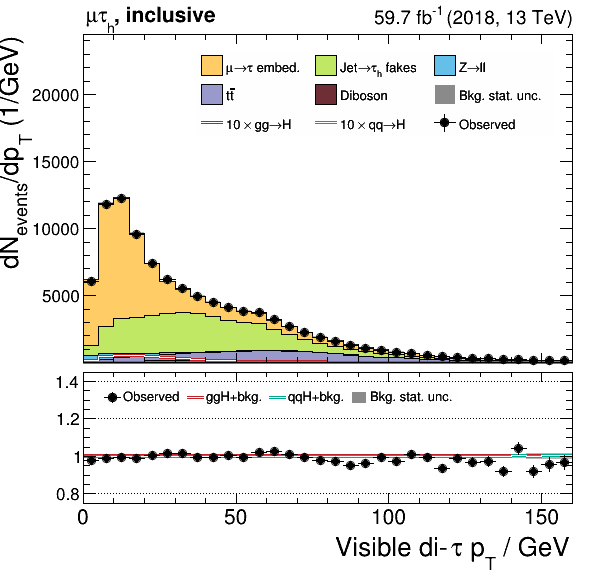 μτh, inclusive
59.7 fb-1 (2018, 13 TeV)
dNevents/dpT (1/GeV)
μ→τ embed.
Jet→τh fakes
Z→ll
tt̅
Diboson
Bkg. stat. unc.
10 × gg→H
10 × qq→H
Observed
20000
15000
10000
5000
1.4
1.2
1
0.8
Observed
ggH+bkg.
qqH+bkg.
Bkg. stat. unc.
0
50
100
150
Visible di-τ pT / GeV